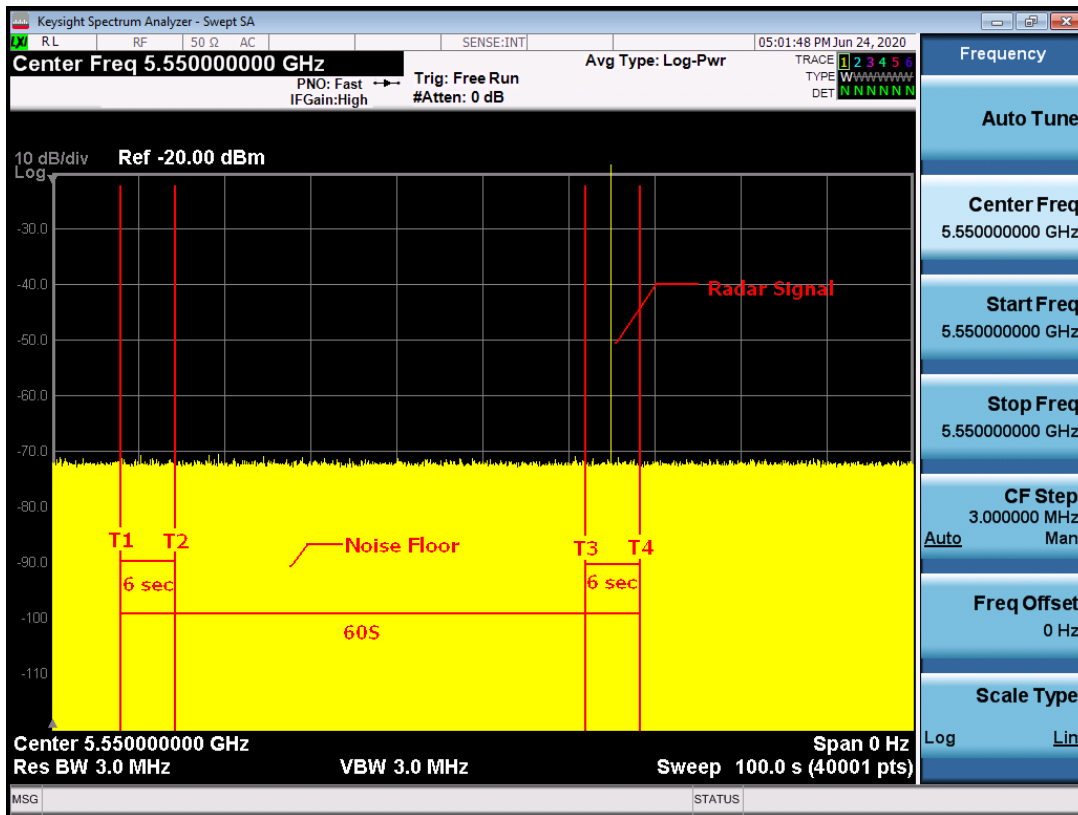 Keysight Spectrum Analyzer - Swept SA
LXI RL RF 50 Ω AC SENSE:INT 05:01:48 PM Jun 24, 2020
Center Freq 5.550000000 GHz
PNO: Fast
IFGain:High
Trig: Free Run
#Atten: 0 dB
Avg Type: Log-Pwr
TRACE 1 2 3 4 5 6
TYPE WWWWWW
DET N N N N N N
10 dB/div Ref -20.00 dBm
Log
-30.0
-40.0
-50.0
-60.0
-70.0
-80.0
-90.0
-100
-110
Radar Signal
T1 T2
T3 T4
Noise Floor
6 sec
6 sec
60S
Center 5.550000000 GHz Span 0 Hz
Res BW 3.0 MHz VBW 3.0 MHz Sweep 100.0 s (40001 pts)
MSG STATUS
Frequency
Auto Tune
Center Freq
5.550000000 GHz
Start Freq
5.550000000 GHz
Stop Freq
5.550000000 GHz
CF Step
3.000000 MHz
Auto Man
Freq Offset
0 Hz
Scale Type
Log Lin